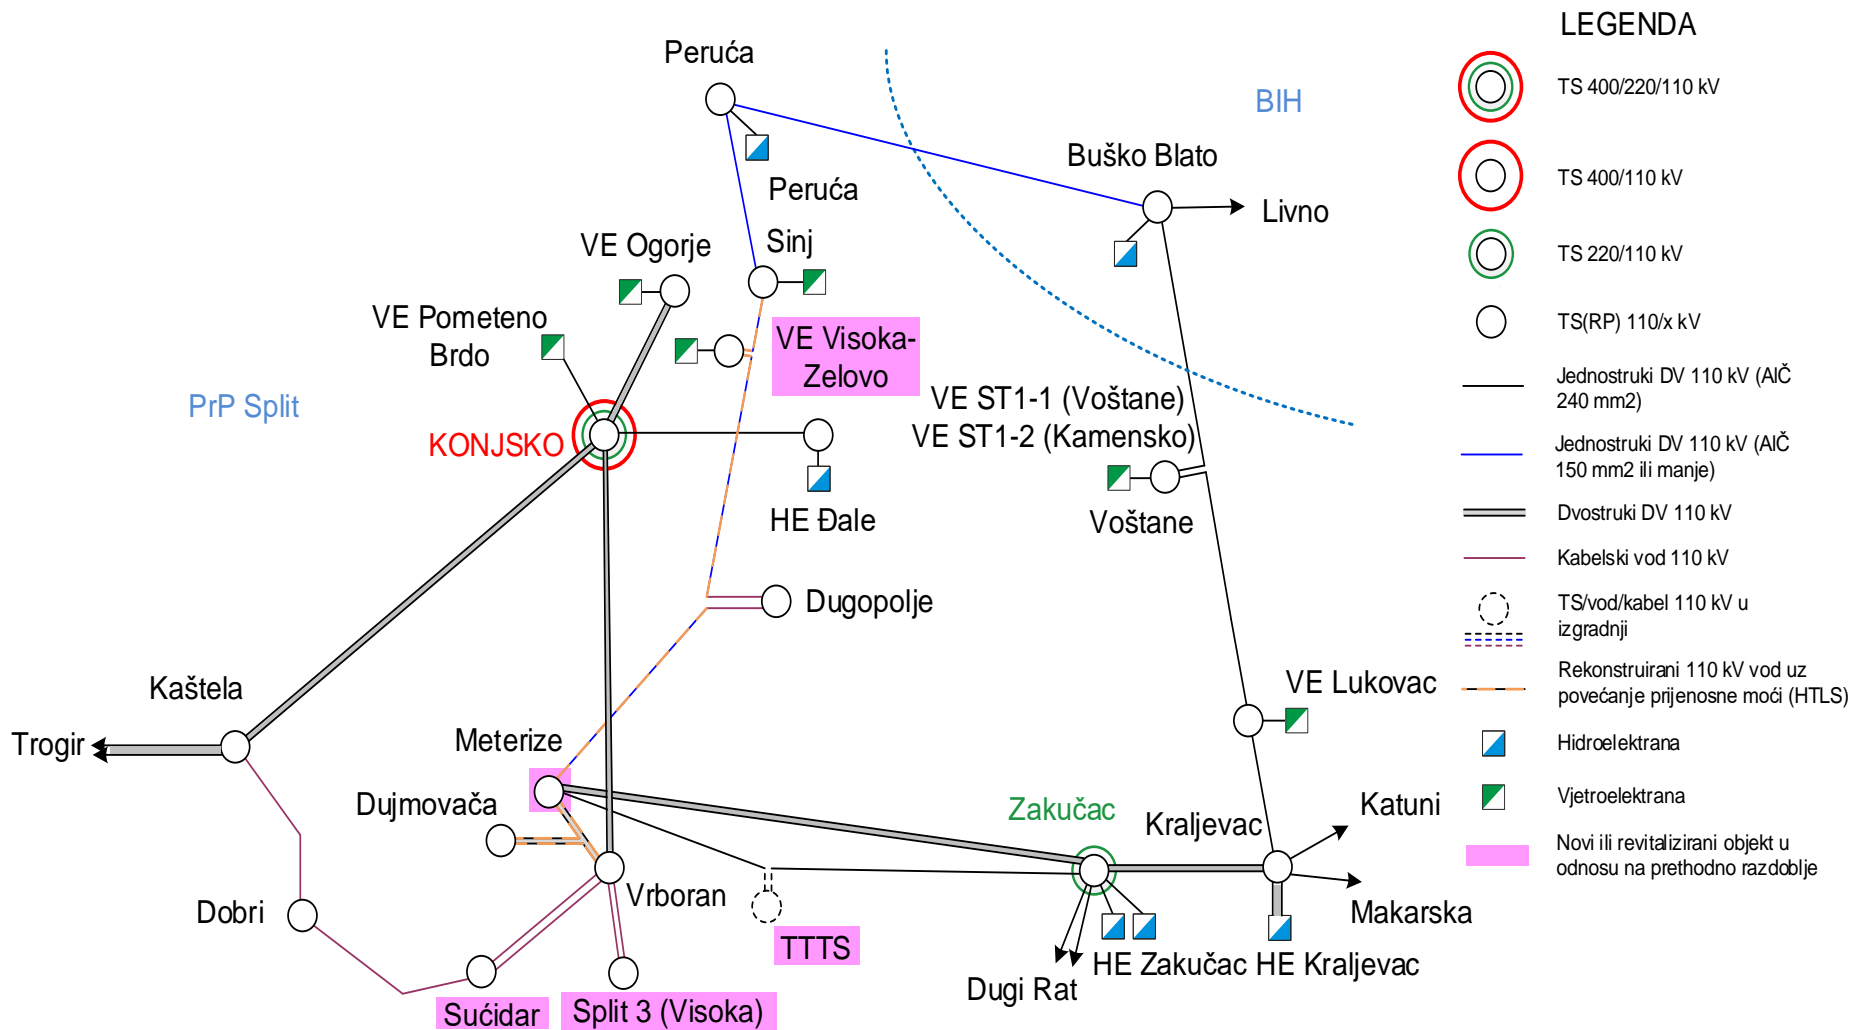 LEGENDA
Peruća
TS 400/220/110 kV
BIH
Buško Blato
TS 400/110 kV
Peruća
Livno
VE Ogorje
Sinj
TS 220/110 kV
VE Pometeno
Brdo
VE Visoka-
Zelovo
TS(RP) 110/x kV
PrP Split
VE ST1-1 (Voštane)
VE ST1-2 (Kamensko)
Jednostruki DV 110 kV (AlČ
240 mm2)
KONJSKO
Jednostruki DV 110 kV (AlČ
150 mm2 ili manje)
HE Đale
Voštane
Dvostruki DV 110 kV
Kabelski vod 110 kV
Dugopolje
TS/vod/kabel 110 kV u
izgradnji
Kaštela
VE Lukovac
Rekonstruirani 110 kV vod uz
povećanje prijenosne moći (HTLS)
Trogir
Meterize
Hidroelektrana
Dujmovača
Zakučac
Kraljevac
Katuni
Vjetroelektrana
Novi ili revitalizirani objekt u
odnosu na prethodno razdoblje
Dobri
Vrboran
Makarska
TTTS
HE Zakučac
HE Kraljevac
Dugi Rat
Sućidar
Split 3 (Visoka)